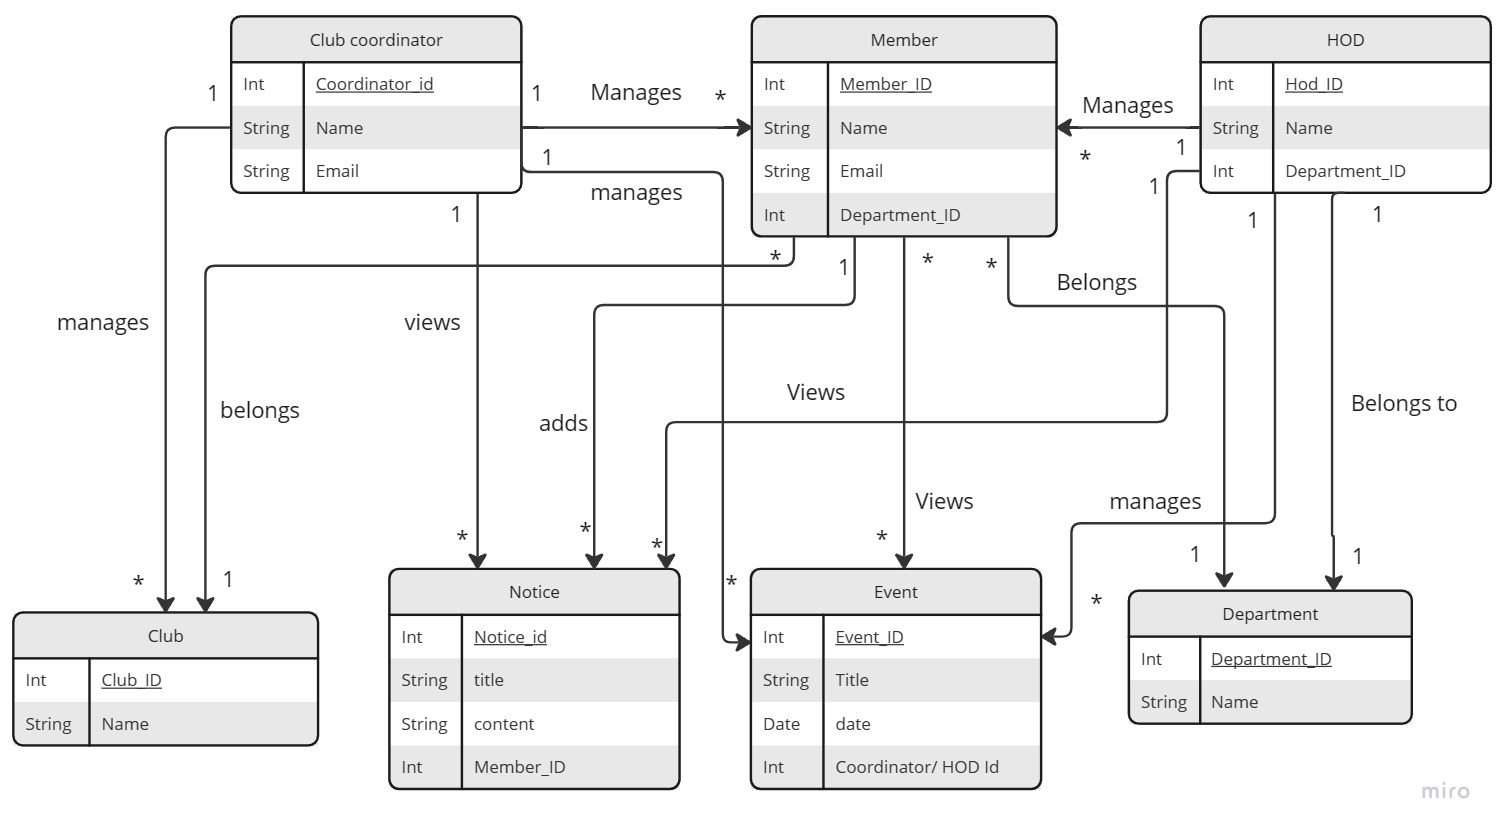 Club coordinator
Int Coordinator_id
String Name
String Email
Member
Int Member_ID
String Name
String Email
Int Department_ID
HOD
Int Hod_ID
String Name
Int Department_ID
1
1
Manages
*
Manages
*
1
1
manages
1
1
1
1
*
1
*
*
Belongs
manages
views
Views
belongs
adds
Belongs to
Views
manages
*
*
*
*
1
1
*
1
*
*
Club
Int Club_ID
String Name
Notice
Int Notice_id
String title
String content
Int Member_ID
Event
Int Event_ID
String Title
Date date
Int Coordinator/ HOD Id
Department
Int Department_ID
String Name
miro